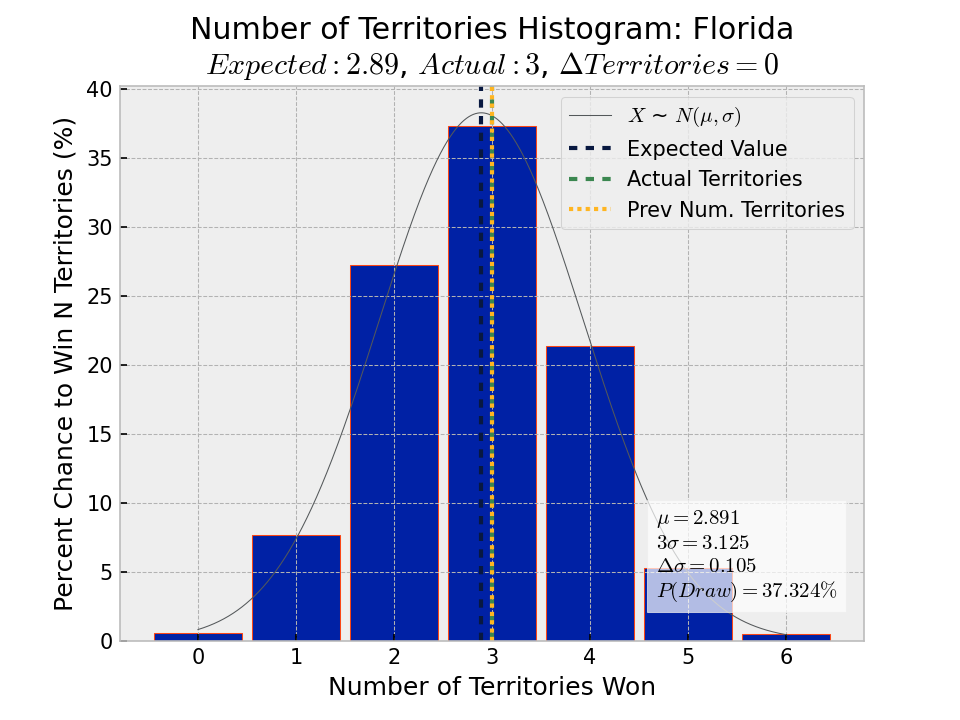 Number of Territories Histogram: Florida
Expected: 2.89, Actual: 3, ΔTerritories = 0
Percent Chance to Win N Territories (%)
40
35
30
25
20
15
10
5
0
X ~ N(μ, σ)
Expected Value
Actual Territories
Prev Num. Territories
μ = 2.891
3σ = 3.125
Δσ = 0.105
P(Draw) = 37.324%
0 1 2 3 4 5 6
Number of Territories Won